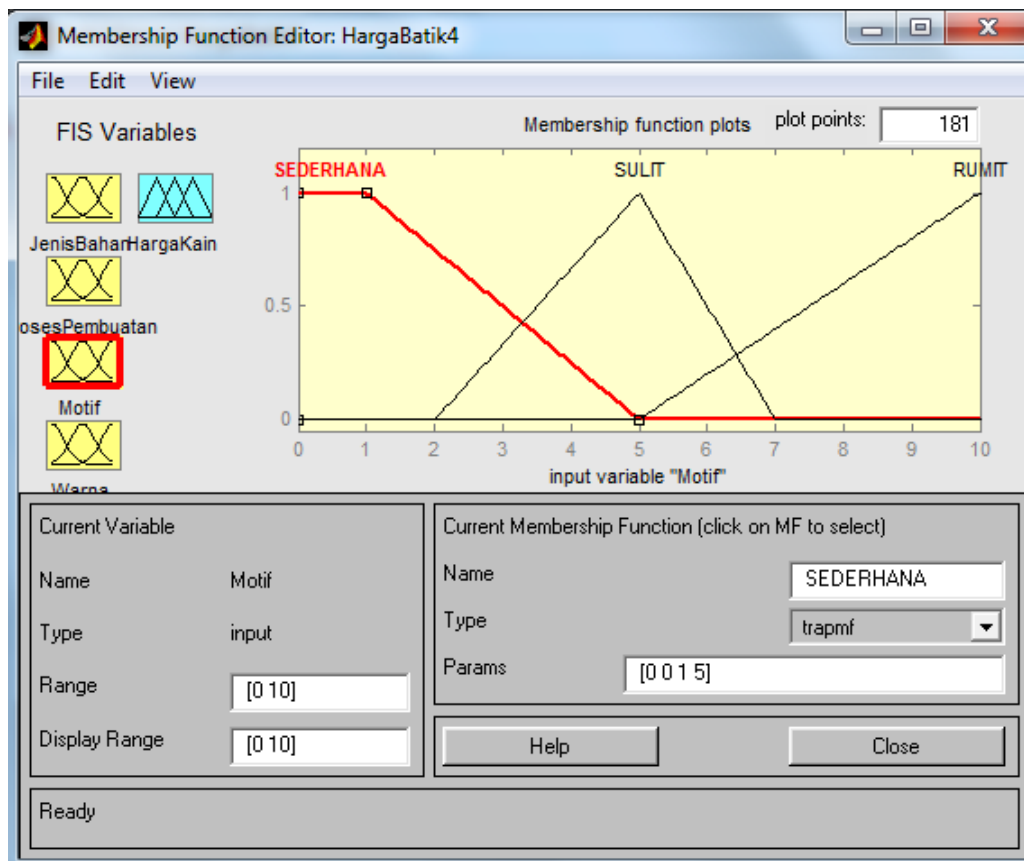 Membership Function Editor: HargaBatik4
File Edit View
FIS Variables
Membership function plots plot points: 181
JenisBahan HargaKain
osesPembuatan
Motif
Warna
SEDERHANA SULIT RUMIT
1
0.5
0
0 1 2 3 4 5 6 7 8 9 10
input variable "Motif"
Current Variable
Name Motif
Type input
Range [0 10]
Display Range [0 10]
Current Membership Function (click on MF to select)
Name SEDERHANA
Type trapmf
Params [0 0 1 5]
Help Close
Ready